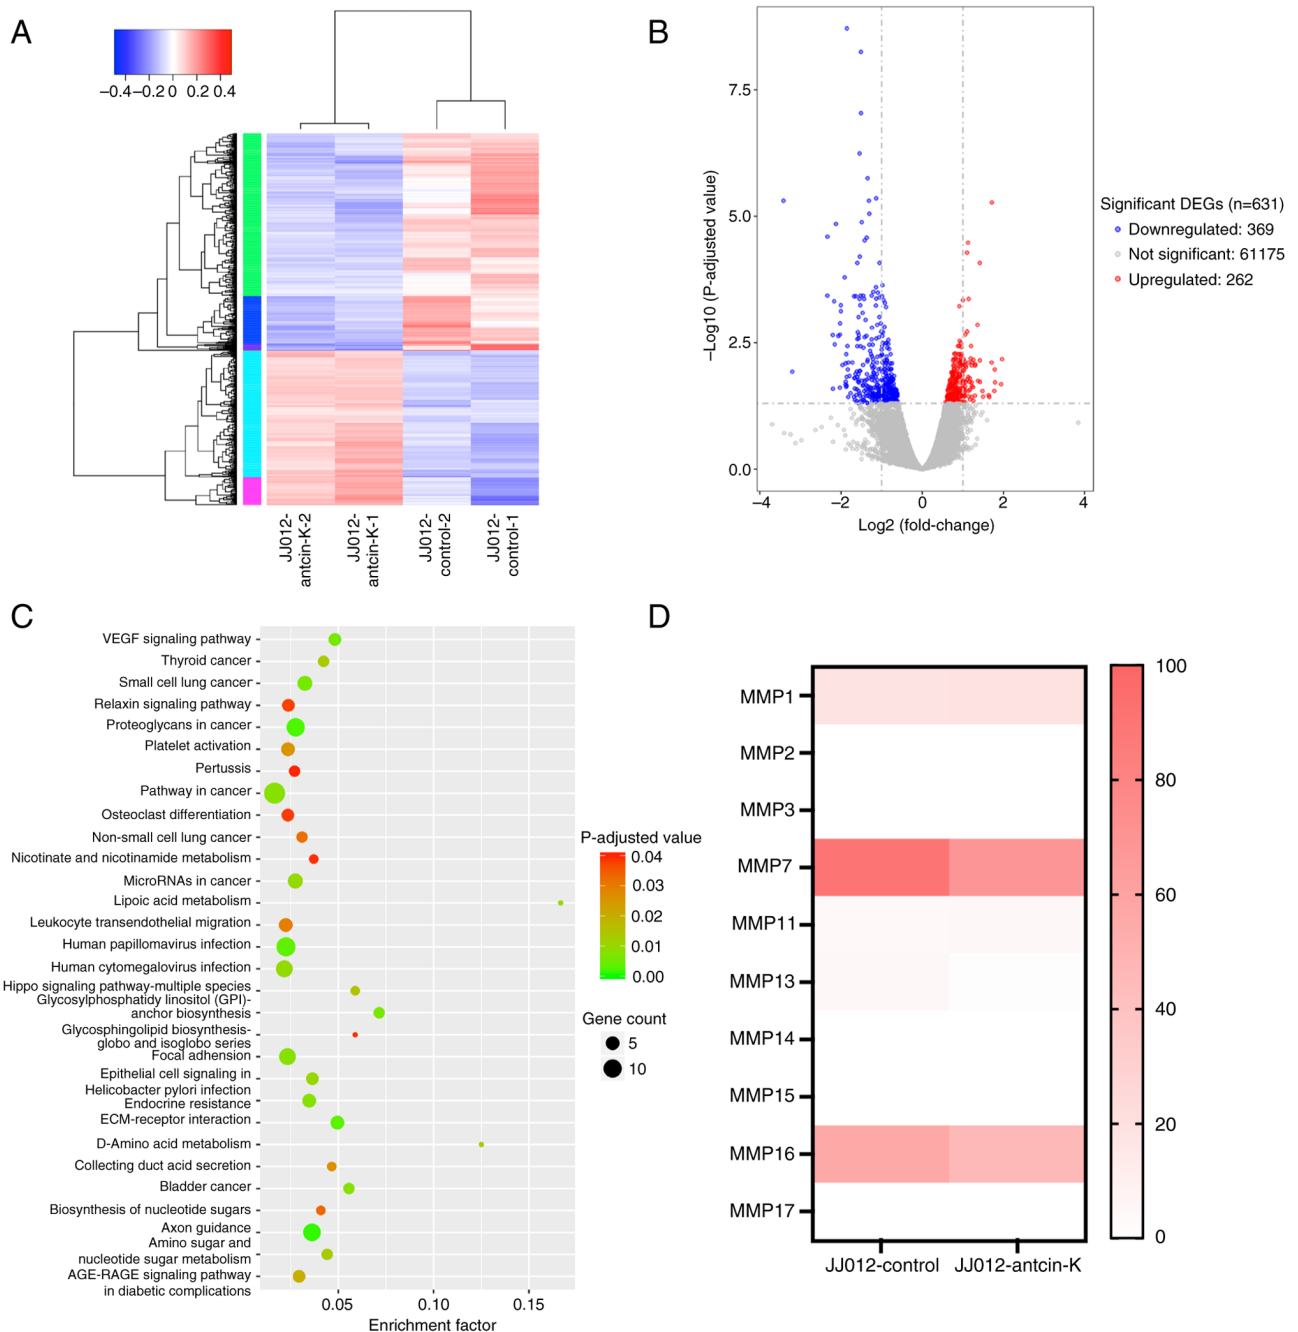 A
−0.4−0.2 0 0.2 0.4
JJ012-
antcin-K-2
JJ012-
antcin-K-1
JJ012-
control-2
JJ012-
control-1
B
−Log10 (P-adjusted value)
7.5
5.0
2.5
0.0
−4
−2
0
2
4
Log2 (fold-change)
Significant DEGs (n=631)
Downregulated: 369
Not significant: 61175
Upregulated: 262
C
VEGF signaling pathway
Thyroid cancer
Small cell lung cancer
Relaxin signaling pathway
Proteoglycans in cancer
Platelet activation
Pertussis
Pathway in cancer
Osteoclast differentiation
Non-small cell lung cancer
Nicotinate and nicotinamide metabolism
MicroRNAs in cancer
Lipoic acid metabolism
Leukocyte transendothelial migration
Human papillomavirus infection
Human cytomegalovirus infection
Hippo signaling pathway-multiple species
Glycosylphosphatidy linositol (GPI)-
anchor biosynthesis
Glycosphingolipid biosynthesis-
globo and isoglobo series
Focal adhension
Epithelial cell signaling in
Helicobacter pylori infection
Endocrine resistance
ECM-receptor interaction
D-Amino acid metabolism
Collecting duct acid secretion
Bladder cancer
Biosynthesis of nucleotide sugars
Axon guidance
Amino sugar and
nucleotide sugar metabolism
AGE-RAGE signaling pathway
in diabetic complications
0.05
0.10
0.15
Enrichment factor
P-adjusted value
0.04
0.03
0.02
0.01
0.00
Gene count
5
10
D
MMP1
MMP2
MMP3
MMP7
MMP11
MMP13
MMP14
MMP15
MMP16
MMP17
JJ012-control
JJ012-antcin-K
100
80
60
40
20
0